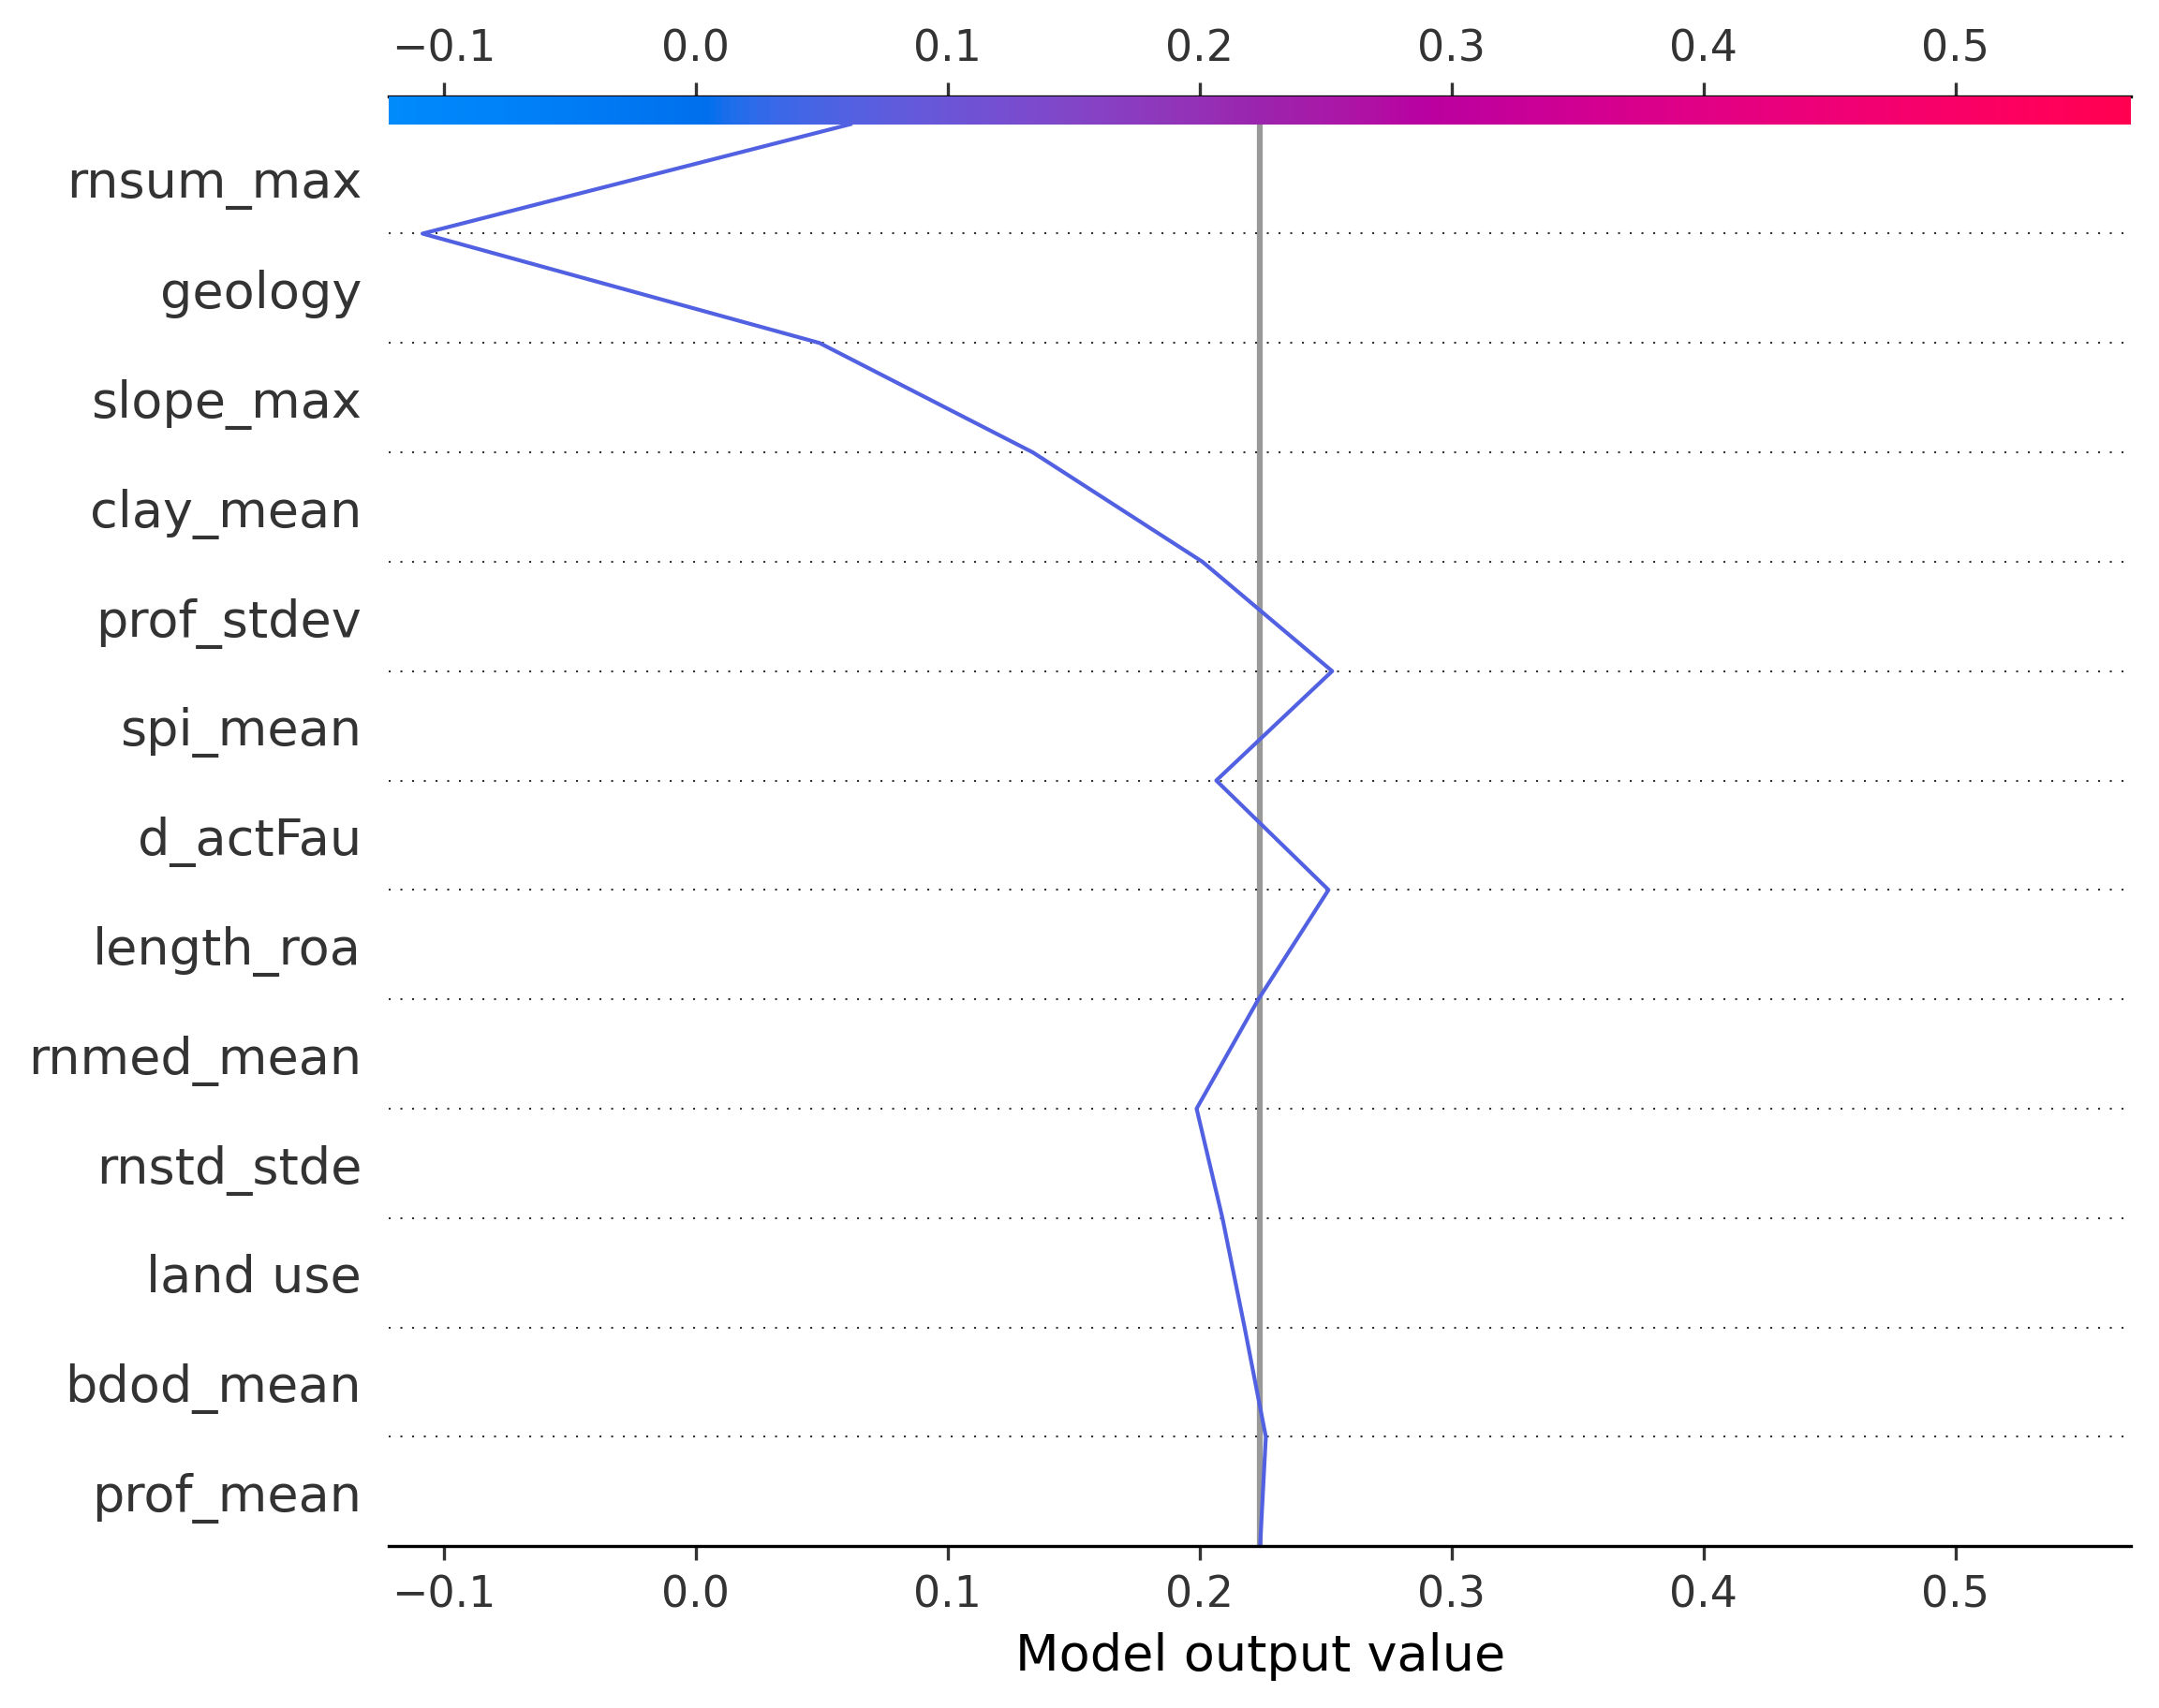 −0.1 0.0 0.1 0.2 0.3 0.4 0.5
rnsum_max
geology
slope_max
clay_mean
prof_stdev
spi_mean
d_actFau
length_roa
rnmed_mean
rnstd_stde
land use
bdod_mean
prof_mean
−0.1 0.0 0.1 0.2 0.3 0.4 0.5
Model output value